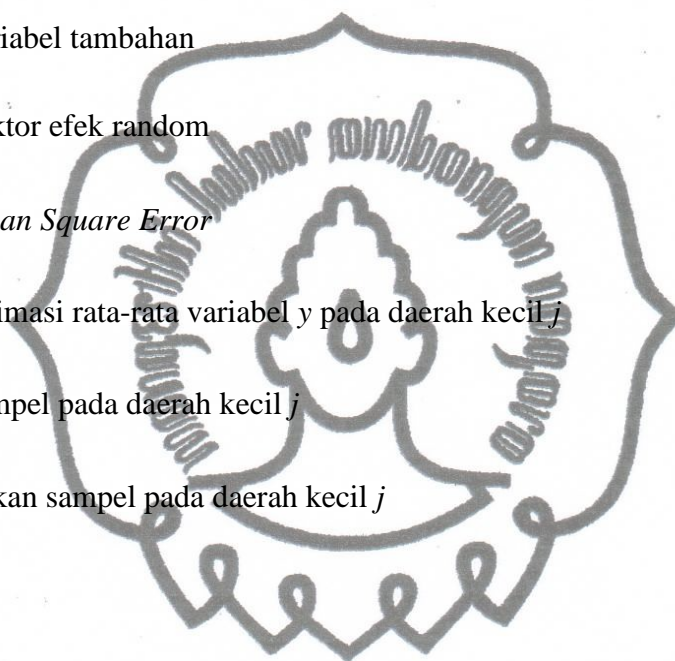 riabel tambahan
ktor efek random
an Square Error
imasi rata-rata variabel y pada daerah kecil j
mpel pada daerah kecil j
kan sampel pada daerah kecil j